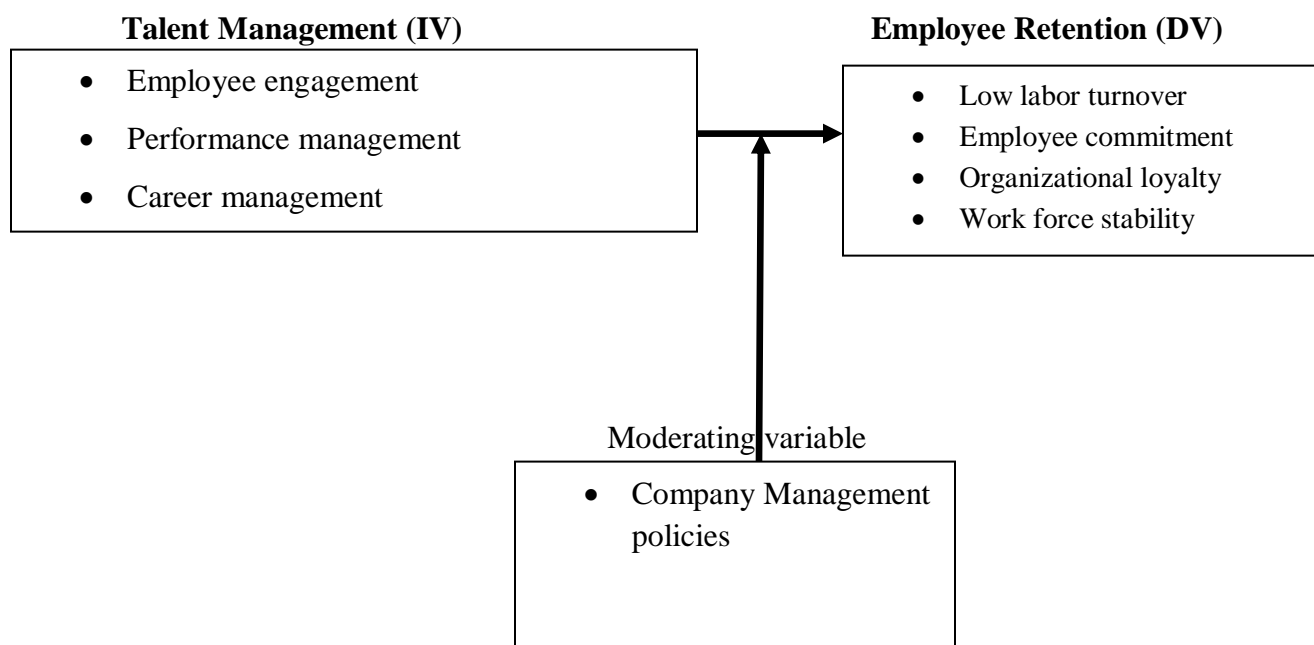 Talent Management (IV)
Employee Retention (DV)
• Employee engagement
• Performance management
• Career management
• Low labor turnover
• Employee commitment
• Organizational loyalty
• Work force stability
Moderating variable
• Company Management
policies